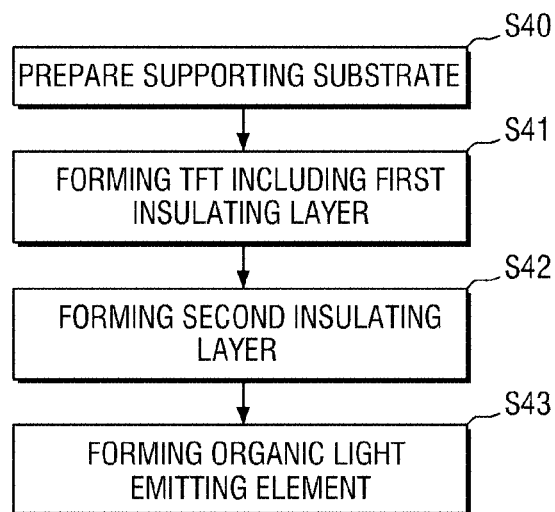 S40
PREPARE SUPPORTING SUBSTRATE
S41
FORMING TFT INCLUDING FIRST
INSULATING LAYER
S42
FORMING SECOND INSULATING
LAYER
S43
FORMING ORGANIC LIGHT
EMITTING ELEMENT